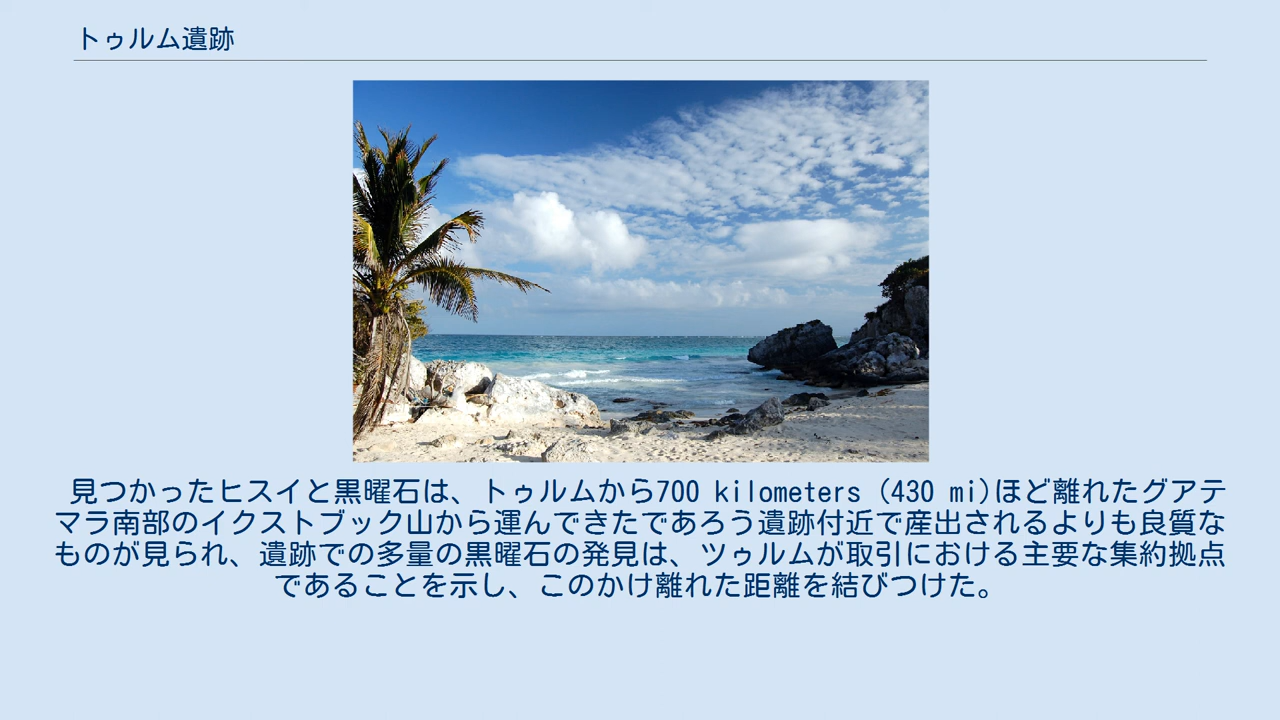 トゥルム遺跡
見つかったヒスイと黒曜石は、トゥルムから700 kilometers (430 mi)ほど離れたグアテ
マラ南部のイクストブック山から運んできたであろう遺跡付近で産出されるよりも良質な
ものが見られ、遺跡での多量の黒曜石の発見は、ツゥルムが取引における主要な集約拠点
であることを示し、このかけ離れた距離を結びつけた。